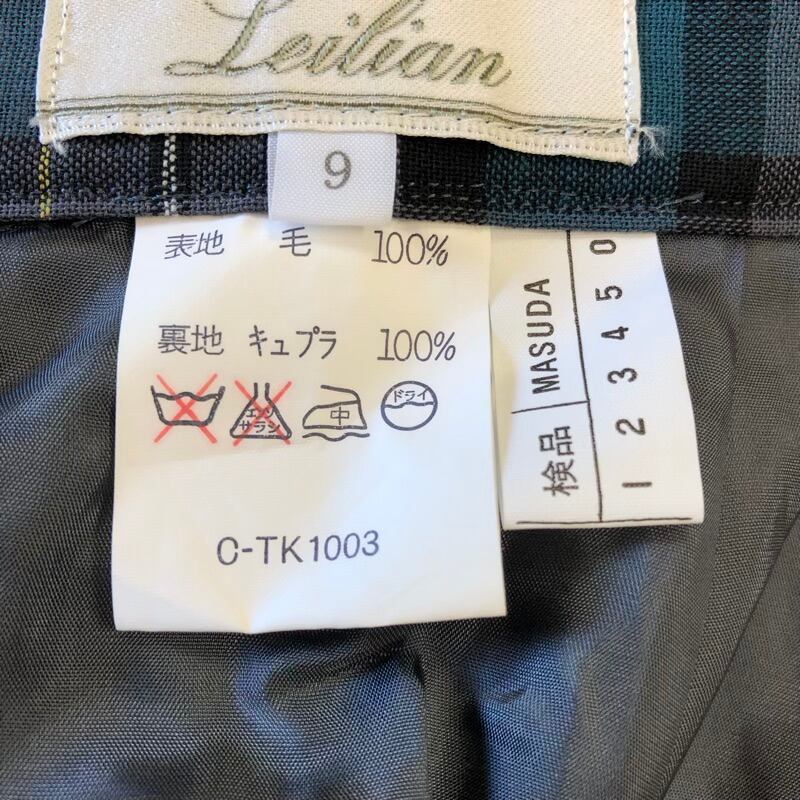 Leilian
9
表地 毛 100%
裏地 キュプラ 100%
エンソ
サラシ
中
ドライ
C-TK1003
検品 MASUDA
1 2 3 4 5 0